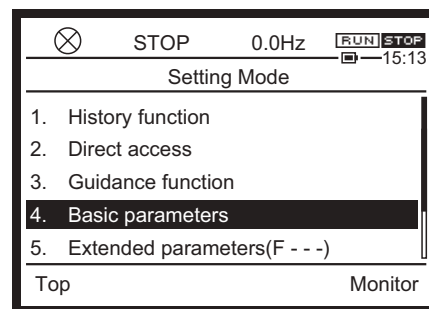 STOP 0.0Hz RUN STOP
15:13
Setting Mode
1. History function
2. Direct access
3. Guidance function
4. Basic parameters
5. Extended parameters(F - - -)
Top Monitor